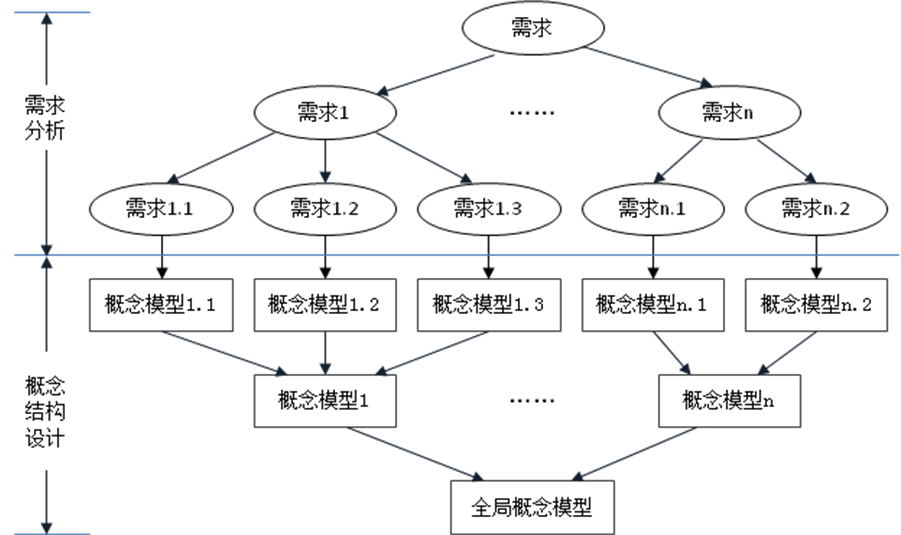 需求
需求1
……
需求n
需求
分析
需求1.1
需求1.2
需求1.3
需求n.1
需求n.2
概念模型1.1
概念模型1.2
概念模型1.3
概念模型n.1
概念模型n.2
概念
结构
设计
概念模型1
……
概念模型n
全局概念模型